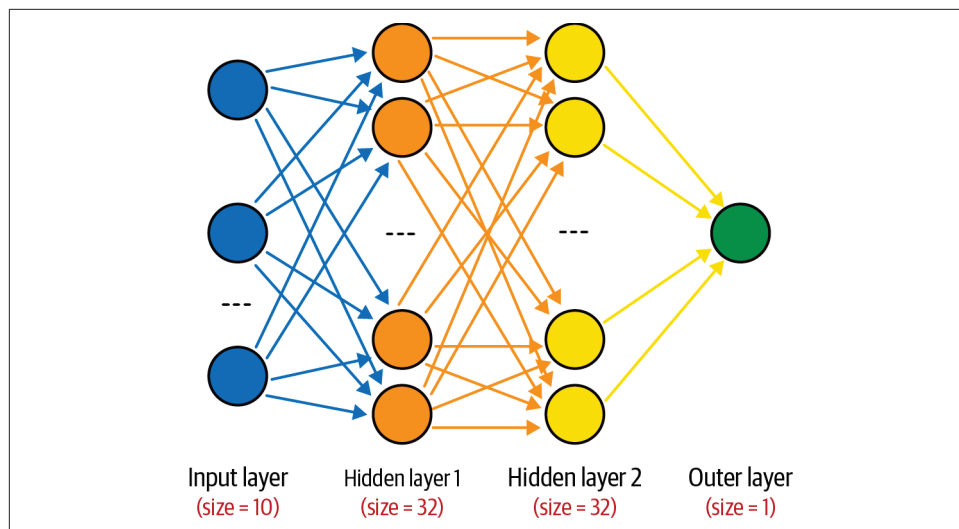 ---
---
---
Input layer
(size = 10)
Hidden layer 1
(size = 32)
Hidden layer 2
(size = 32)
Outer layer
(size = 1)